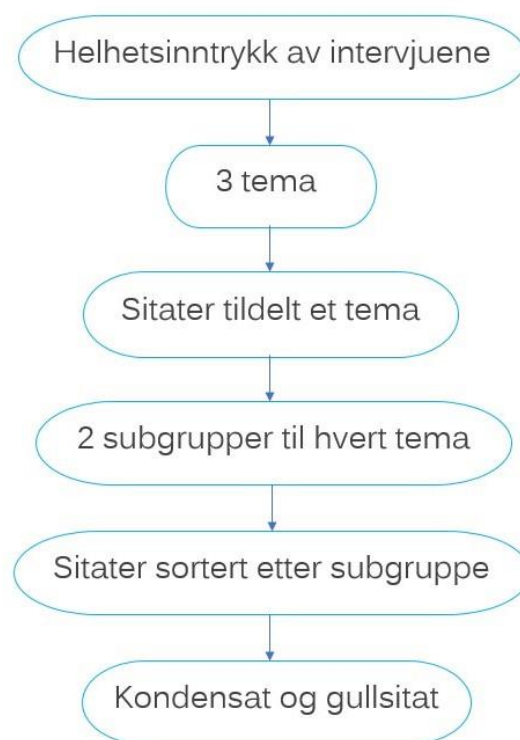 Helhetsinntrykk av intervjuene
3 tema
Sitater tildelt et tema
2 subgrupper til hvert tema
Sitater sortert etter subgruppe
Kondensat og gullsitat